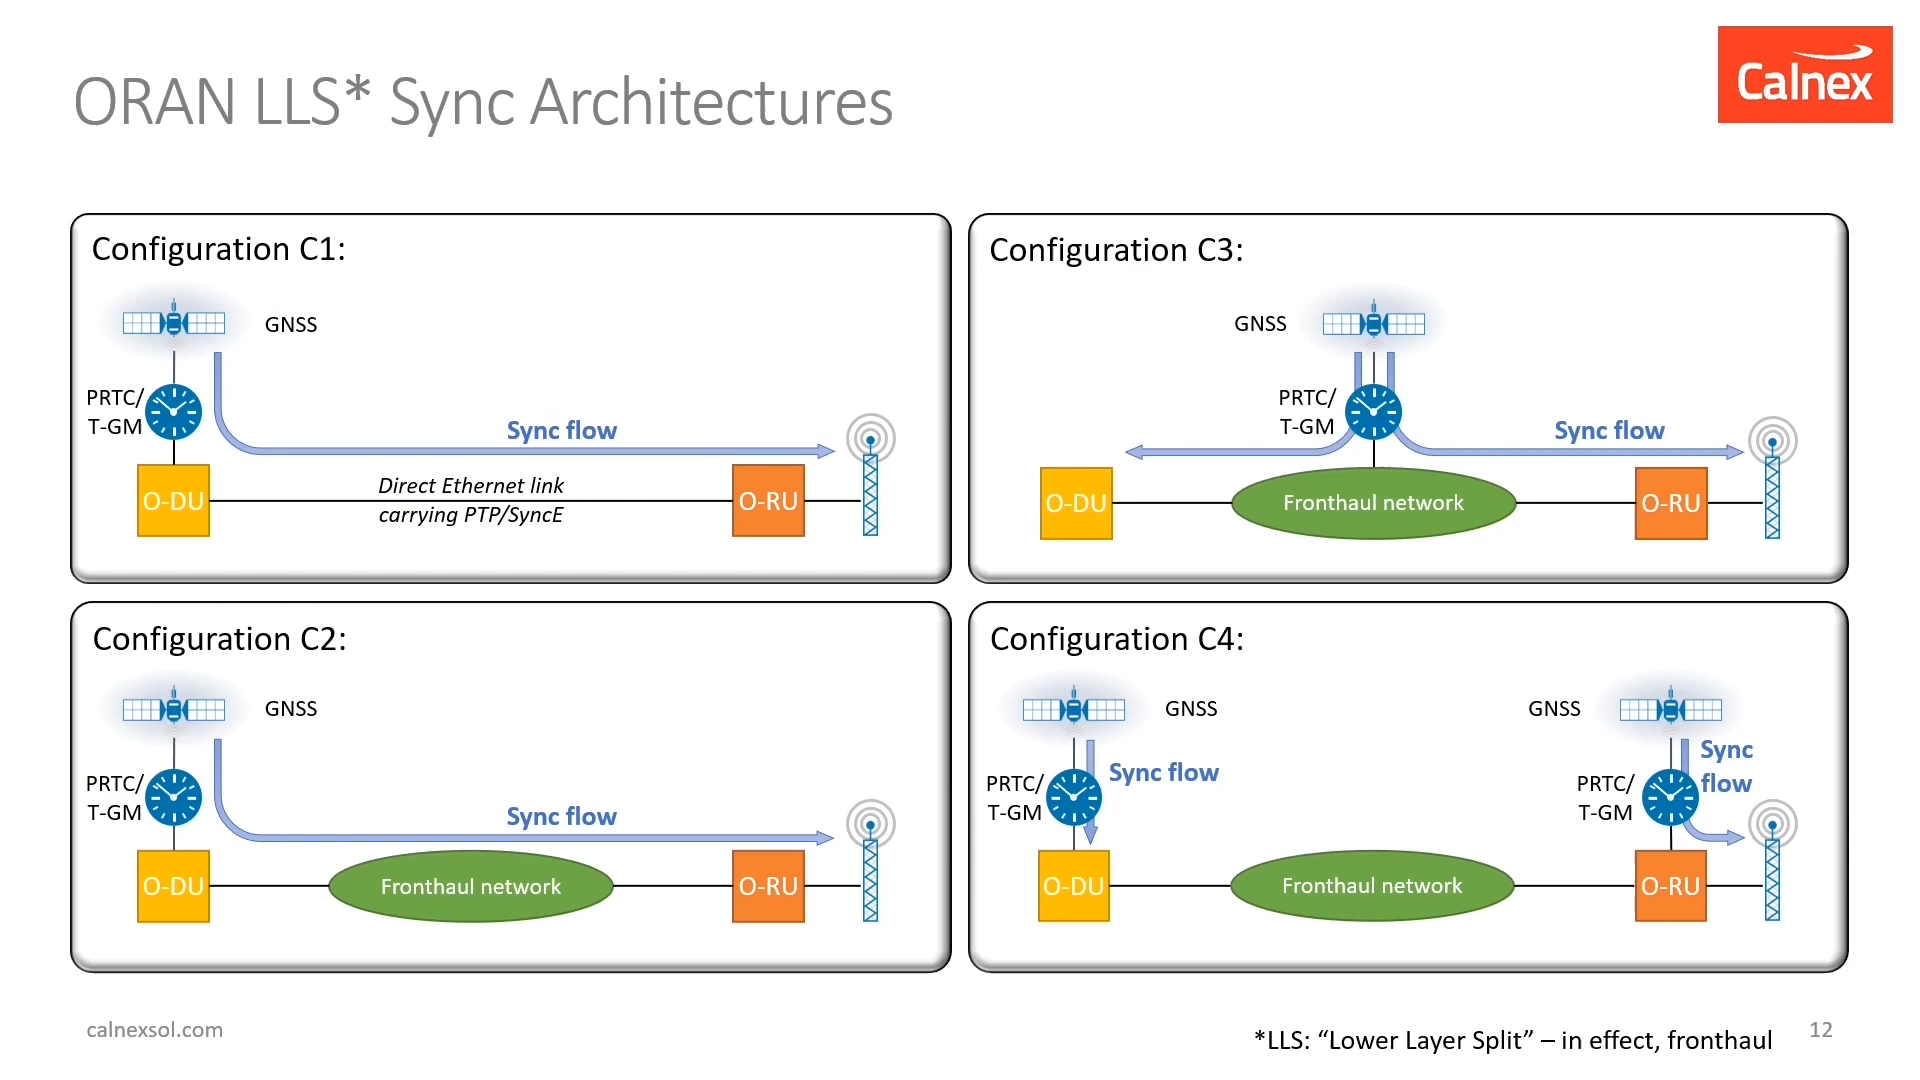 ORAN LLS* Sync Architectures
Calnex
Configuration C1:
GNSS
PRTC/
T-GM
Sync flow
Direct Ethernet link
carrying PTP/SyncE
O-DU
O-RU
Configuration C3:
GNSS
PRTC/
T-GM
Sync flow
O-DU
Fronthaul network
O-RU
Configuration C2:
GNSS
PRTC/
T-GM
Sync flow
O-DU
Fronthaul network
O-RU
Configuration C4:
GNSS
GNSS
Sync flow
Sync
flow
PRTC/
T-GM
PRTC/
T-GM
O-DU
Fronthaul network
O-RU
calnexsol.com
*LLS: “Lower Layer Split” – in effect, fronthaul
12